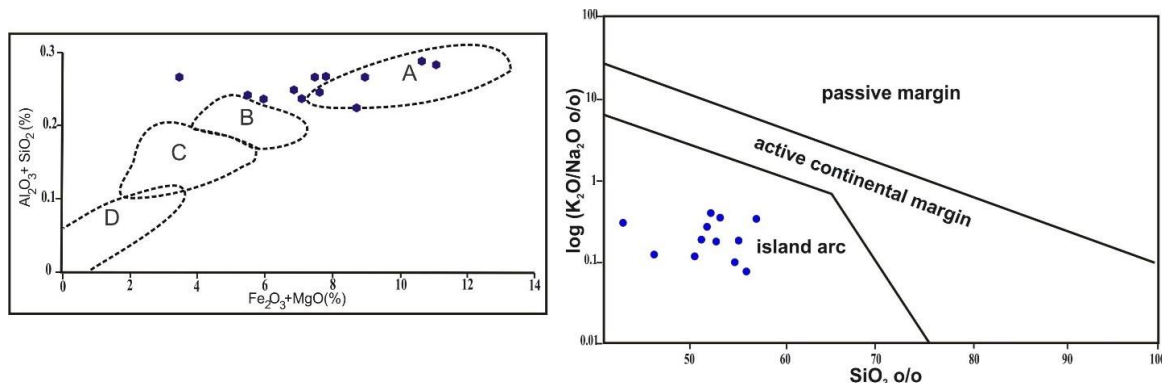 0.3
0.2
0.1
0
Al₂O₃+ SiO₂(%)
A
B
C
D
0 2 4 6 8 10 12 14
Fe₂O₃+MgO(%)
100
10
1
0.1
0.01
log (K₂O/Na₂O o/o)
passive margin
active continental margin
island arc
50 60 70 80 90 100
SiO₂ o/o